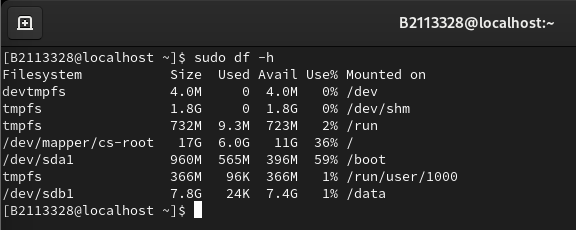 B2113328@localhost:~
[B2113328@localhost ~]$ sudo df -h
Filesystem           Size  Used Avail Use% Mounted on
devtmpfs             4.0M     0  4.0M   0% /dev
tmpfs                1.8G     0  1.8G   0% /dev/shm
tmpfs                732M  9.3M  723M   2% /run
/dev/mapper/cs-root   17G  6.0G   11G  36% /
/dev/sda1            960M  565M  396M  59% /boot
tmpfs                366M   96K  366M   1% /run/user/1000
/dev/sdb1            7.8G   24K  7.4G   1% /data
[B2113328@localhost ~]$